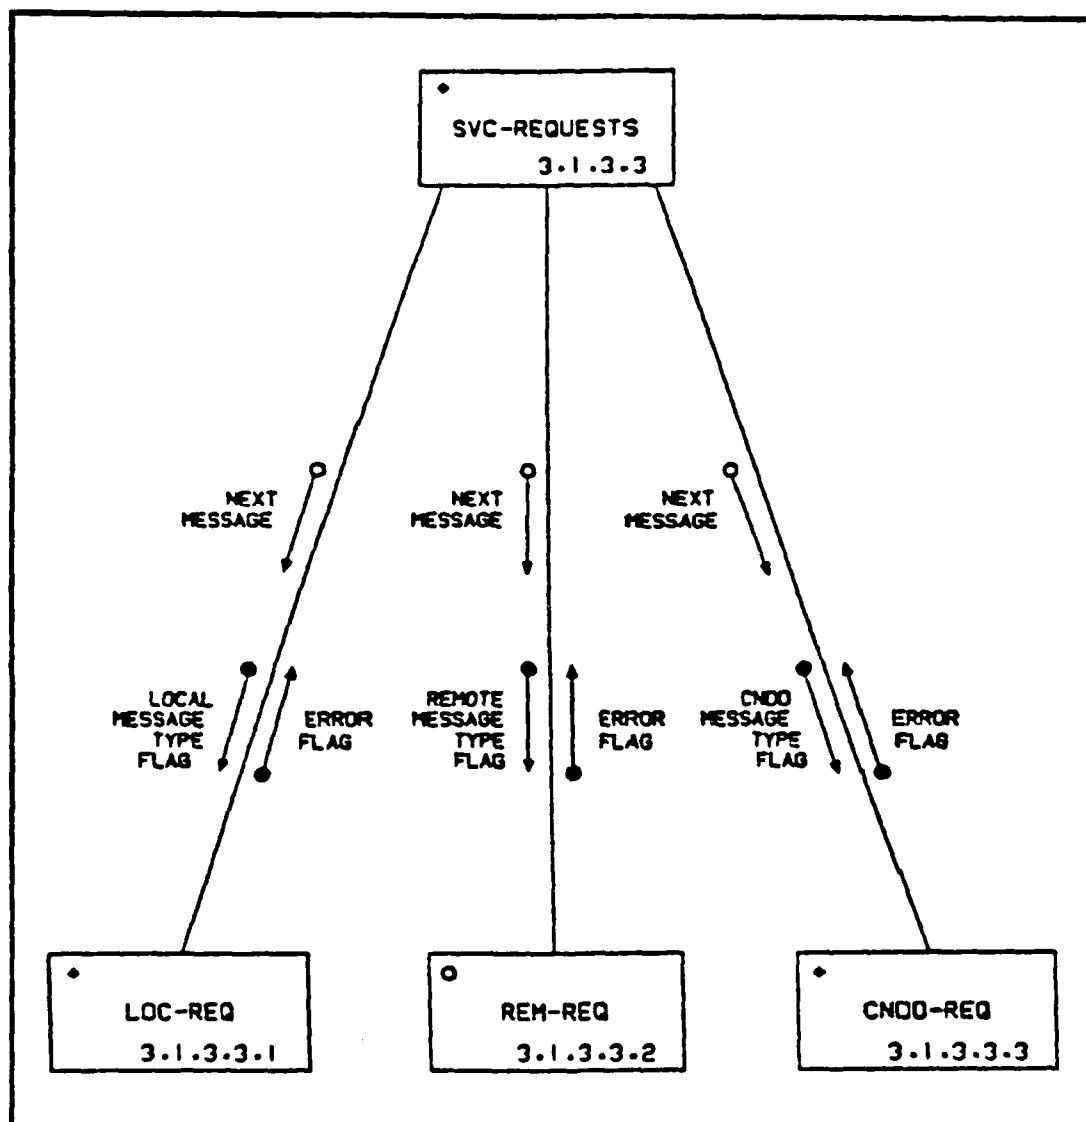 SVC-REQUESTS
3.1.3.3
NEXT
MESSAGE
NEXT
MESSAGE
NEXT
MESSAGE
LOCAL
MESSAGE
TYPE
FLAG
ERROR
FLAG
REMOTE
MESSAGE
TYPE
FLAG
ERROR
FLAG
CNDD
MESSAGE
TYPE
FLAG
ERROR
FLAG
LOC-REQ
3.1.3.3.1
REM-REQ
3.1.3.3.2
CNDD-REQ
3.1.3.3.3